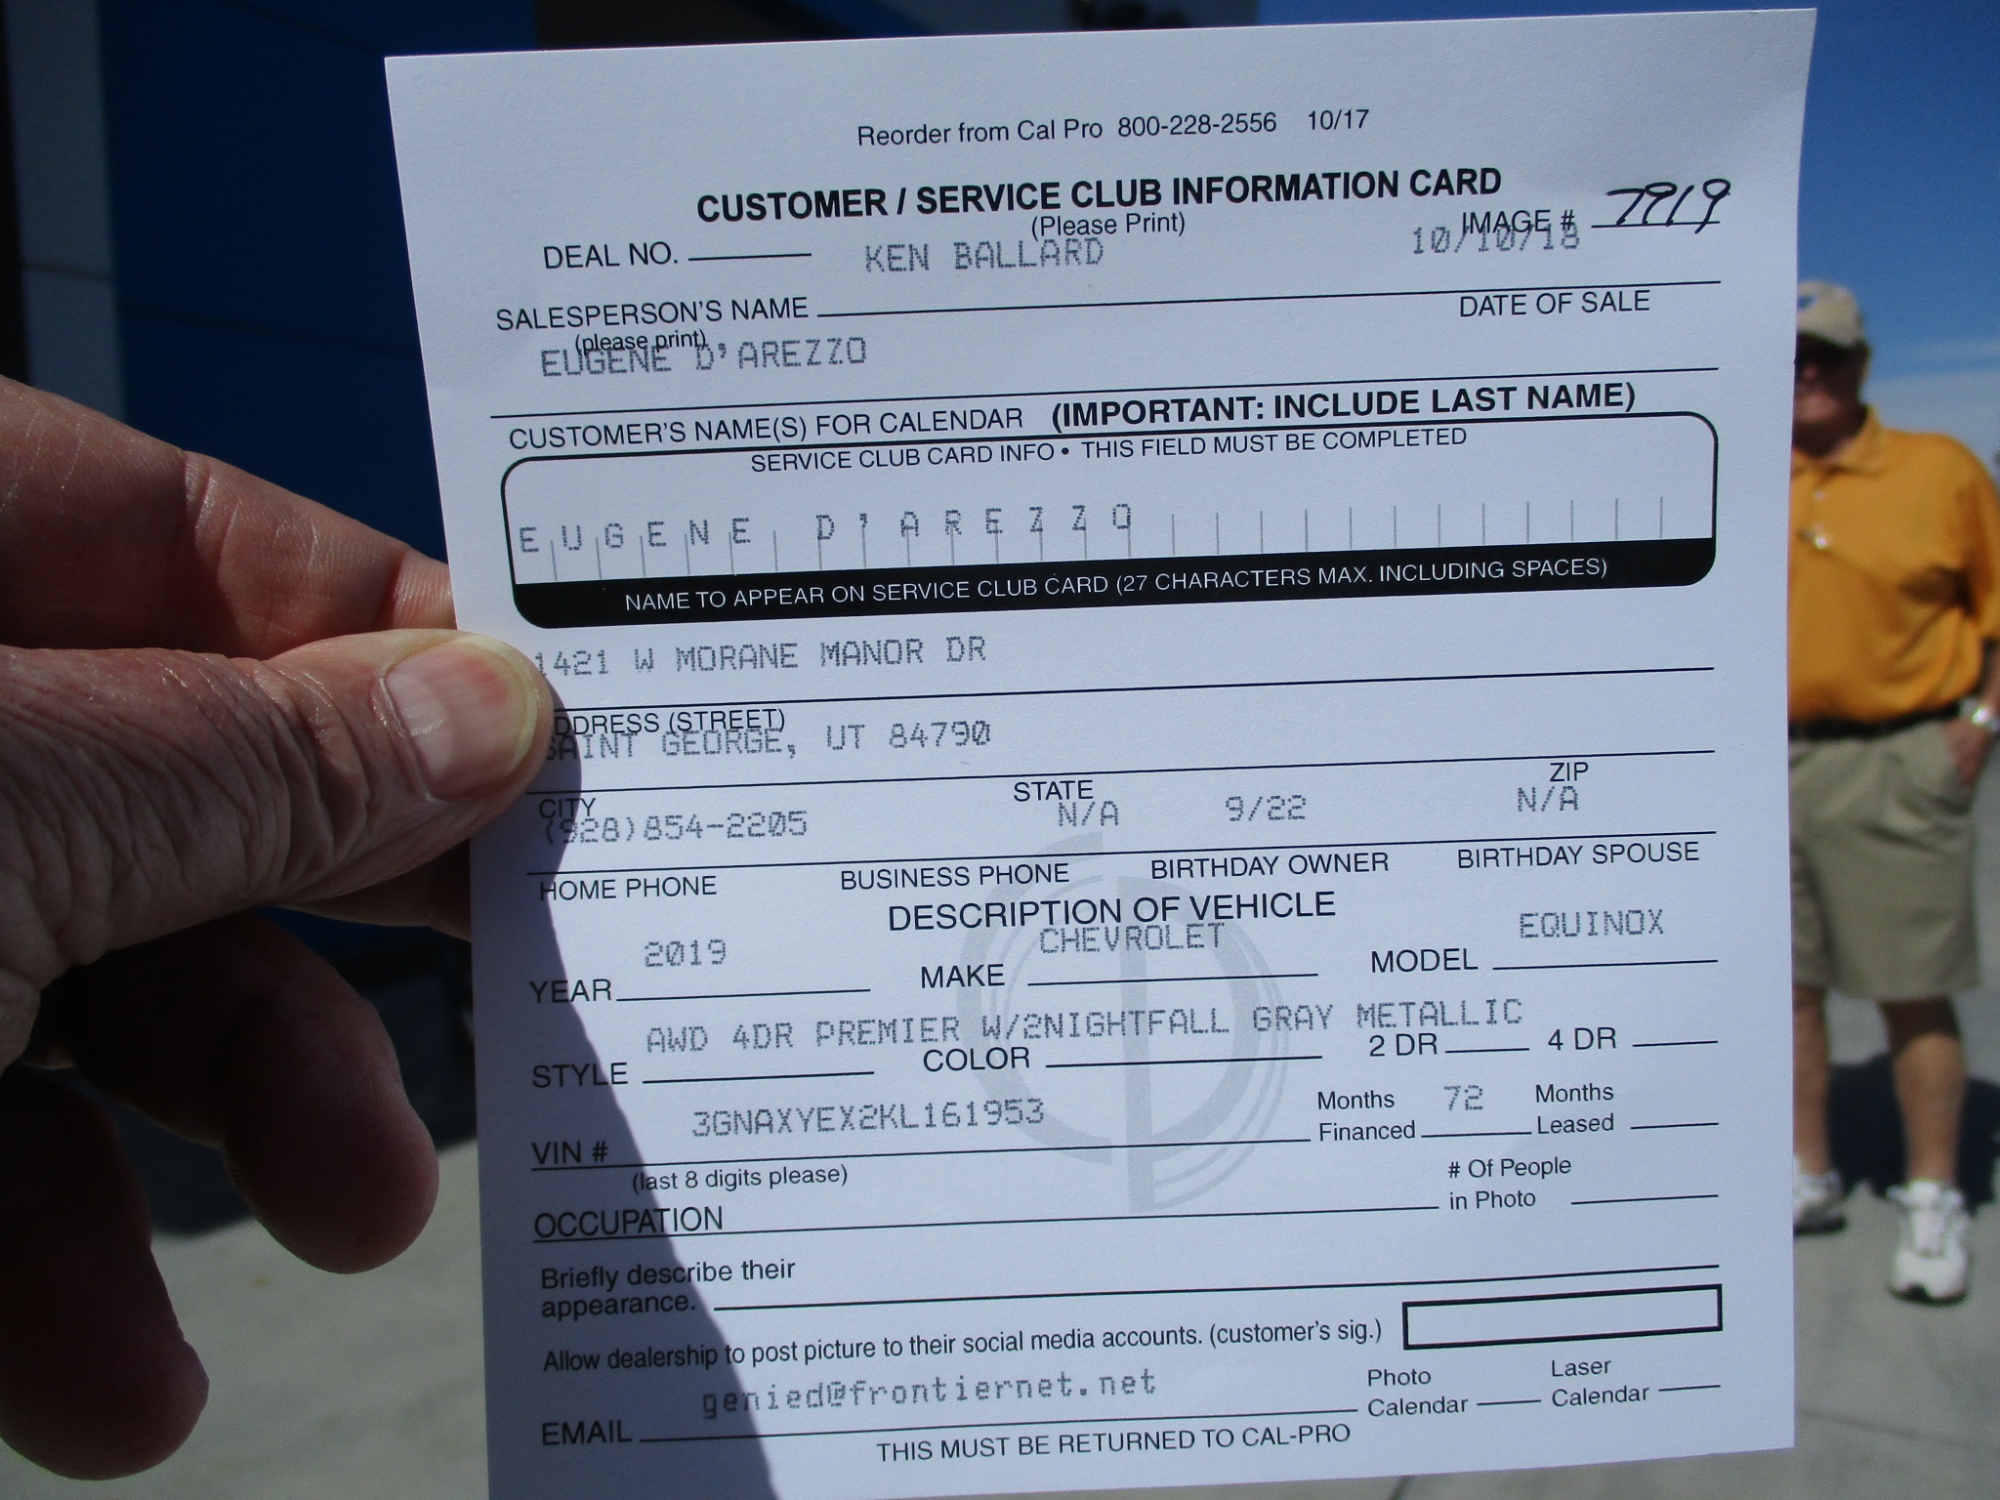 Reorder from Cal Pro 800-228-2556 10/17
CUSTOMER / SERVICE CLUB INFORMATION CARD
(Please Print)
IMAGE # 7919
DEAL NO. KEN BALLARD 10/10/18
SALESPERSON'S NAME DATE OF SALE
(please print)
EUGENE D'AREZZO
CUSTOMER'S NAME(S) FOR CALENDAR (IMPORTANT: INCLUDE LAST NAME)
SERVICE CLUB CARD INFO • THIS FIELD MUST BE COMPLETED
EUGENE D'AREZZO
NAME TO APPEAR ON SERVICE CLUB CARD (27 CHARACTERS MAX. INCLUDING SPACES)
1421 W MORANE MANOR DR
ADDRESS (STREET)
SAINT GEORGE, UT 84790
CITY STATE ZIP
(928)854-2205 N/A 9/22 N/A
HOME PHONE BUSINESS PHONE BIRTHDAY OWNER BIRTHDAY SPOUSE
DESCRIPTION OF VEHICLE
2019 CHEVROLET EQUINOX
YEAR MAKE MODEL
AWD 4DR PREMIER W/2NIGHTFALL GRAY METALLIC
STYLE COLOR 2 DR 4 DR
3GNAXYEX2KL161953 Months 72 Months
VIN # Financed Leased
(last 8 digits please) # Of People
OCCUPATION in Photo
Briefly describe their
appearance.
Allow dealership to post picture to their social media accounts. (customer's sig.)
genied@frontiernet.net Photo Laser
EMAIL Calendar Calendar
THIS MUST BE RETURNED TO CAL-PRO